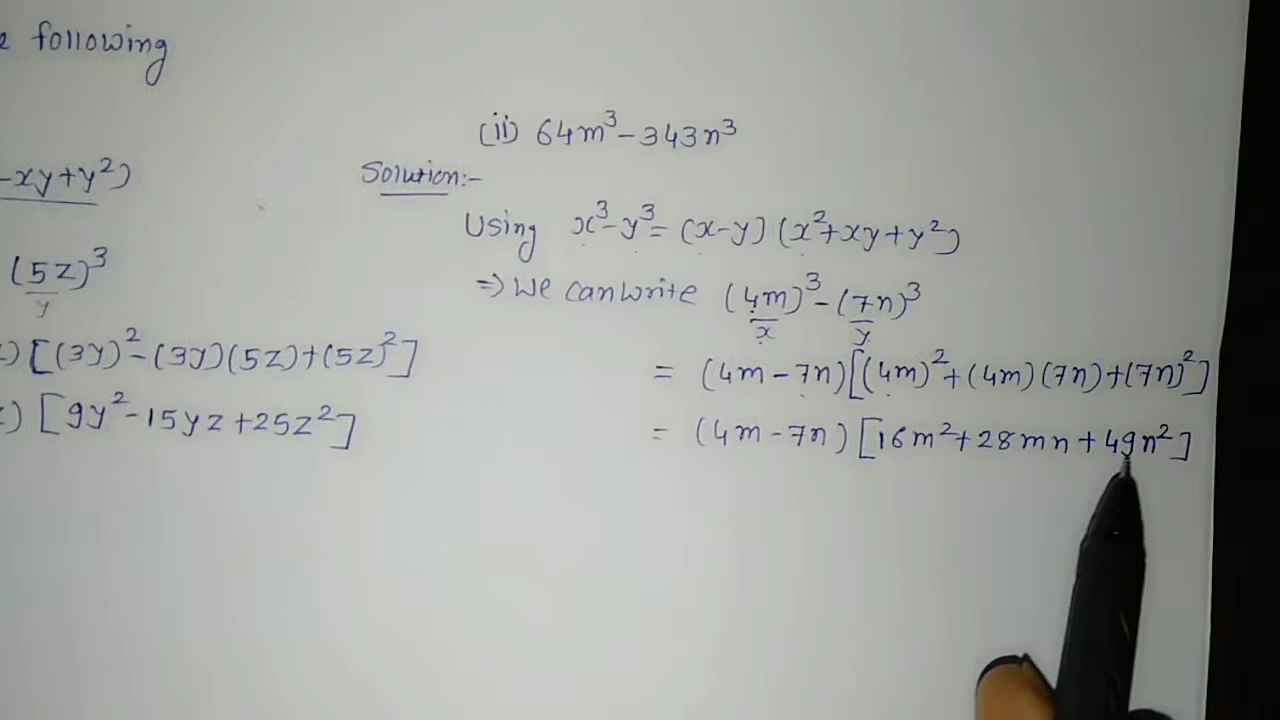 following
-xy+y²)
(5z)³
y
[(3y)²-(3y)(5z)+(5z)²]
[9y²-15yz+25z²]
(ii) 64m³-343n³
Solution:-
Using x³-y³= (x-y) (x²+xy+y²)
=) We can write (4m)³-(7n)³
x y
= (4m-7n)[(4m)²+(4m)(7n)+(7n)²]
= (4m-7n) [16m²+28mn+49n²]